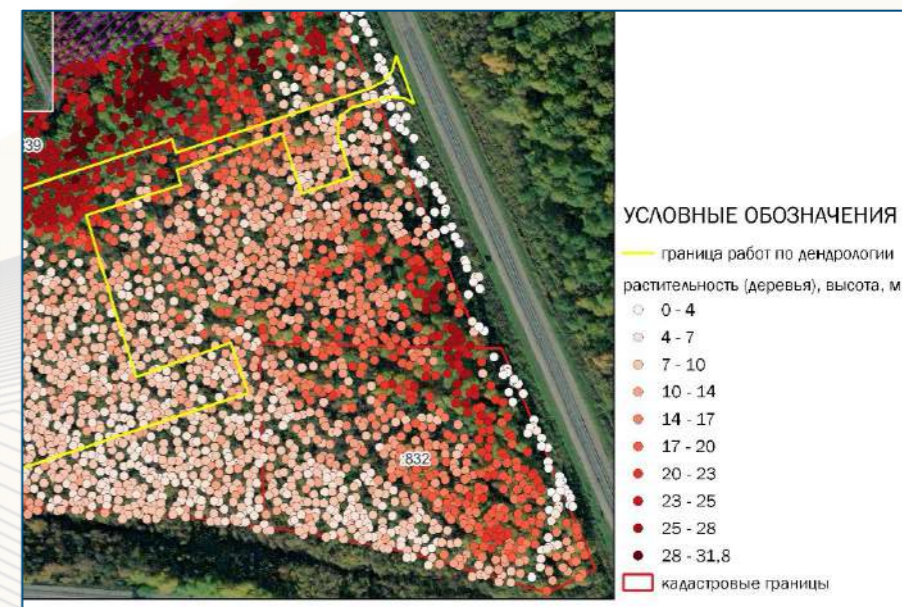 39
:832
УСЛОВНЫЕ ОБОЗНАЧЕНИЯ
граница работ по дендрологии
растительность (деревья), высота, м
0 - 4
4 - 7
7 - 10
10 - 14
14 - 17
17 - 20
20 - 23
23 - 25
25 - 28
28 - 31,8
кадастровые границы